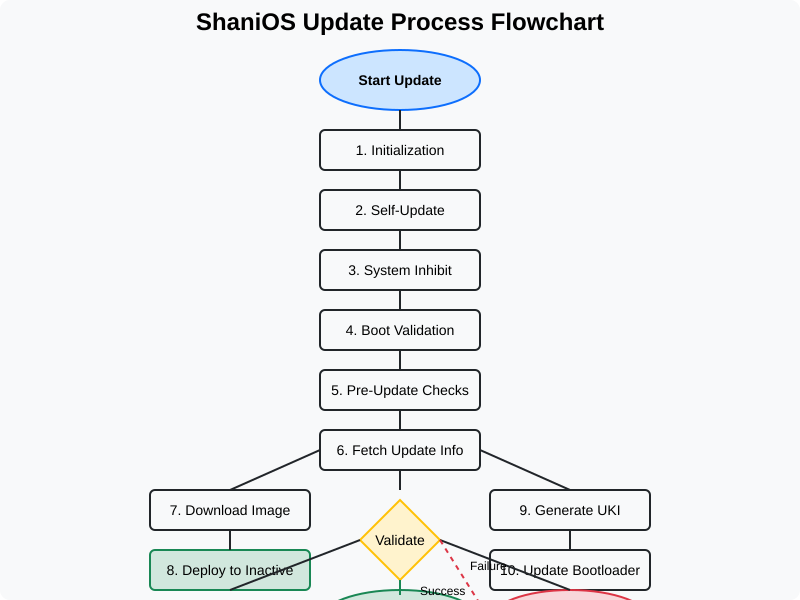 ShaniOS Update Process Flowchart
Start Update
1. Initialization
2. Self-Update
3. System Inhibit
4. Boot Validation
5. Pre-Update Checks
6. Fetch Update Info
7. Download Image
9. Generate UKI
Validate
8. Deploy to Inactive
Failure
10. Update Bootloader
Success